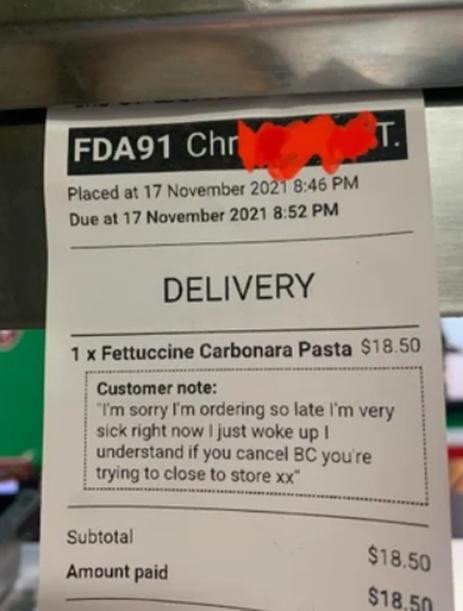 FDA91 Chr T.
Placed at 17 November 2021 8:46 PM
Due at 17 November 2021 8:52 PM
DELIVERY
1 x Fettuccine Carbonara Pasta $18.50
Customer note:
"I'm sorry I'm ordering so late I'm very
sick right now I just woke up I
understand if you cancel BC you're
trying to close to store xx"
Subtotal $18.50
Amount paid $18.50